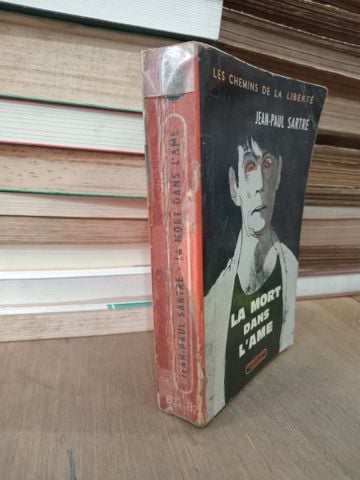 LES CHEMINS DE LA LIBERTÉ
JEAN-PAUL SARTRE
LA MORT
DANS
L'AME
JEAN-PAUL SARTRE · LA MORT DANS L'AME